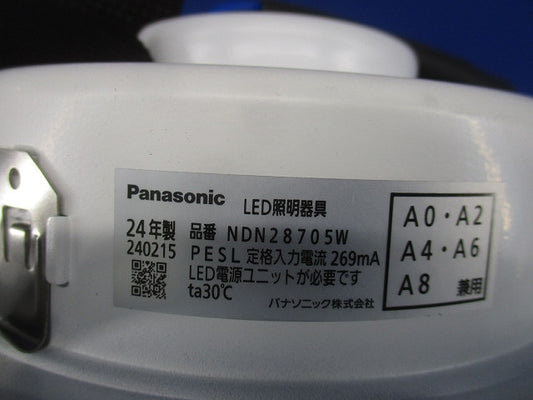 Panasonic LED照明器具
24年製 品番 NDN28705W
240215 PESL 定格入力電流 269mA
LED電源ユニットが必要です
ta30℃
パナソニック株式会社
A0・A2
A4・A6
A8 兼用